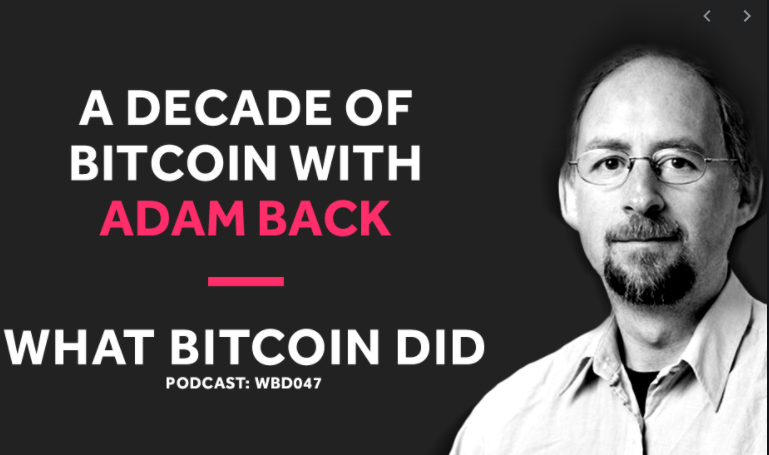 A DECADE OF
BITCOIN WITH
ADAM BACK
WHAT BITCOIN DID
PODCAST: WBD047